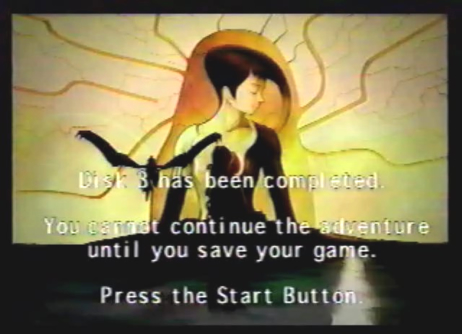 Disk 3 has been completed.
You cannot continue the adventure
until you save your game.
Press the Start Button.